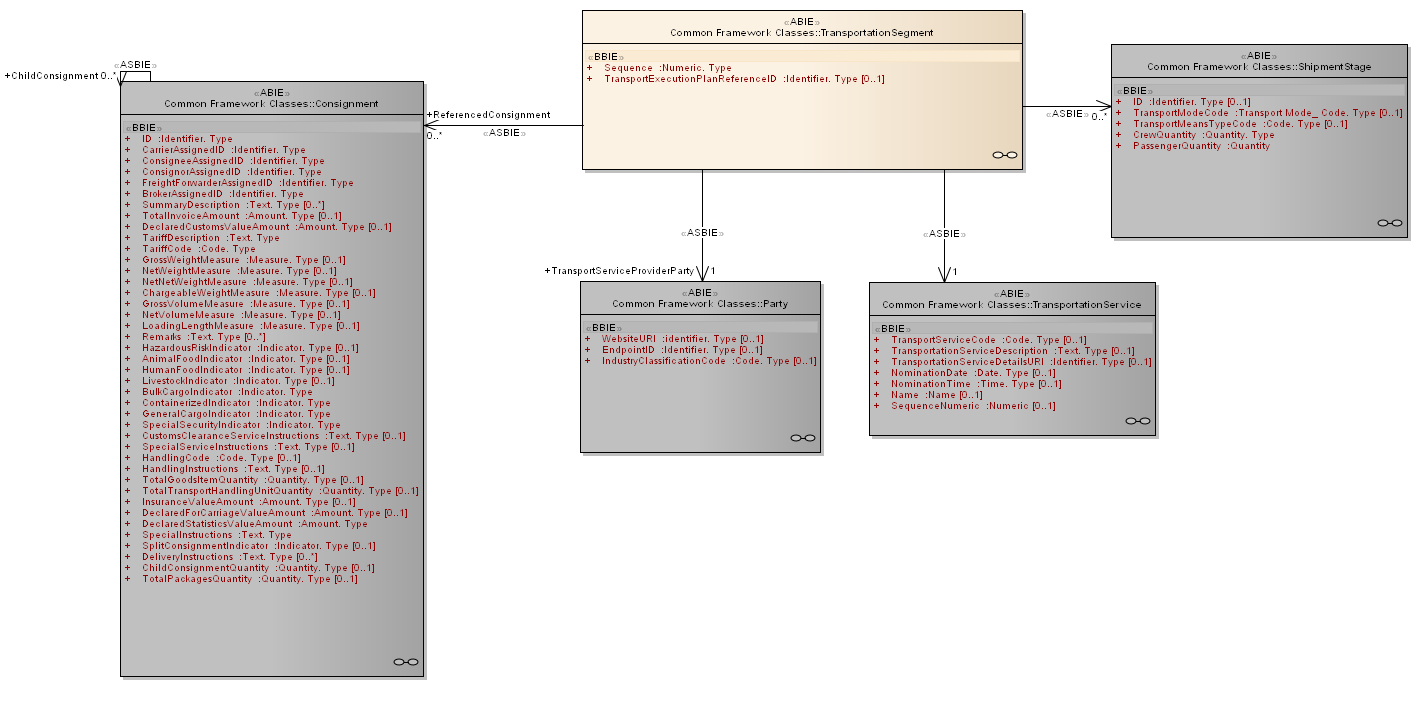 «ABIE»
Common Framework Classes::TransportationSegment
«BBIE»
+ Sequence :Numeric. Type
+ TransportExecutionPlanReferenceID :Identifier. Type [0..1]
«ASBIE»
+ChildConsignment 0..*
«ABIE»
Common Framework Classes::Consignment
«BBIE»
+ ID :Identifier. Type
+ CarrierAssignedID :Identifier. Type
+ ConsigneeAssignedID :Identifier. Type
+ ConsignorAssignedID :Identifier. Type
+ FreightForwarderAssignedID :Identifier. Type
+ BrokerAssignedID :Identifier. Type
+ SummaryDescription :Text. Type [0..*]
+ TotalInvoiceAmount :Amount. Type [0..1]
+ DeclaredCustomsValueAmount :Amount. Type [0..1]
+ TariffDescription :Text. Type
+ TariffCode :Code. Type
+ GrossWeightMeasure :Measure. Type [0..1]
+ NetWeightMeasure :Measure. Type [0..1]
+ NetNetWeightMeasure :Measure. Type [0..1]
+ ChargeableWeightMeasure :Measure. Type [0..1]
+ GrossVolumeMeasure :Measure. Type [0..1]
+ NetVolumeMeasure :Measure. Type [0..1]
+ LoadingLengthMeasure :Measure. Type [0..1]
+ Remarks :Text. Type [0..*]
+ HazardousRiskIndicator :Indicator. Type [0..1]
+ AnimalFoodIndicator :Indicator. Type [0..1]
+ HumanFoodIndicator :Indicator. Type [0..1]
+ LivestockIndicator :Indicator. Type [0..1]
+ BulkCargoIndicator :Indicator. Type
+ ContainerizedIndicator :Indicator. Type
+ GeneralCargoIndicator :Indicator. Type
+ SpecialSecurityIndicator :Indicator. Type
+ CustomsClearanceServiceInstructions :Text. Type [0..1]
+ SpecialServiceInstructions :Text. Type [0..1]
+ HandlingCode :Code. Type [0..1]
+ HandlingInstructions :Text. Type [0..1]
+ TotalGoodsItemQuantity :Quantity. Type [0..1]
+ TotalTransportHandlingUnitQuantity :Quantity. Type [0..1]
+ InsuranceValueAmount :Amount. Type [0..1]
+ DeclaredForCarriageValueAmount :Amount. Type [0..1]
+ DeclaredStatisticsValueAmount :Amount. Type
+ SpecialInstructions :Text. Type
+ SplitConsignmentIndicator :Indicator. Type [0..1]
+ DeliveryInstructions :Text. Type [0..*]
+ ChildConsignmentQuantity :Quantity. Type [0..1]
+ TotalPackagesQuantity :Quantity. Type [0..1]
+ReferencedConsignment
0..*
«ASBIE»
«ASBIE»
0..*
«ABIE»
Common Framework Classes::ShipmentStage
«BBIE»
+ ID :Identifier. Type [0..1]
+ TransportModeCode :Transport Mode_ Code. Type [0..1]
+ TransportMeansTypeCode :Code. Type [0..1]
+ CrewQuantity :Quantity. Type
+ PassengerQuantity :Quantity
«ASBIE»
+TransportServiceProviderParty 1
«ABIE»
Common Framework Classes::Party
«BBIE»
+ WebsiteURI :identifier. Type [0..1]
+ EndpointID :Identifier. Type [0..1]
+ IndustryClassificationCode :Code. Type [0..1]
«ASBIE»
1
«ABIE»
Common Framework Classes::TransportationService
«BBIE»
+ TransportServiceCode :Code. Type [0..1]
+ TransportationServiceDescription :Text. Type [0..1]
+ TransportationServiceDetailsURI :Identifier. Type [0..1]
+ NominationDate :Date. Type [0..1]
+ NominationTime :Time. Type [0..1]
+ Name :Name [0..1]
+ SequenceNumeric :Numeric [0..1]